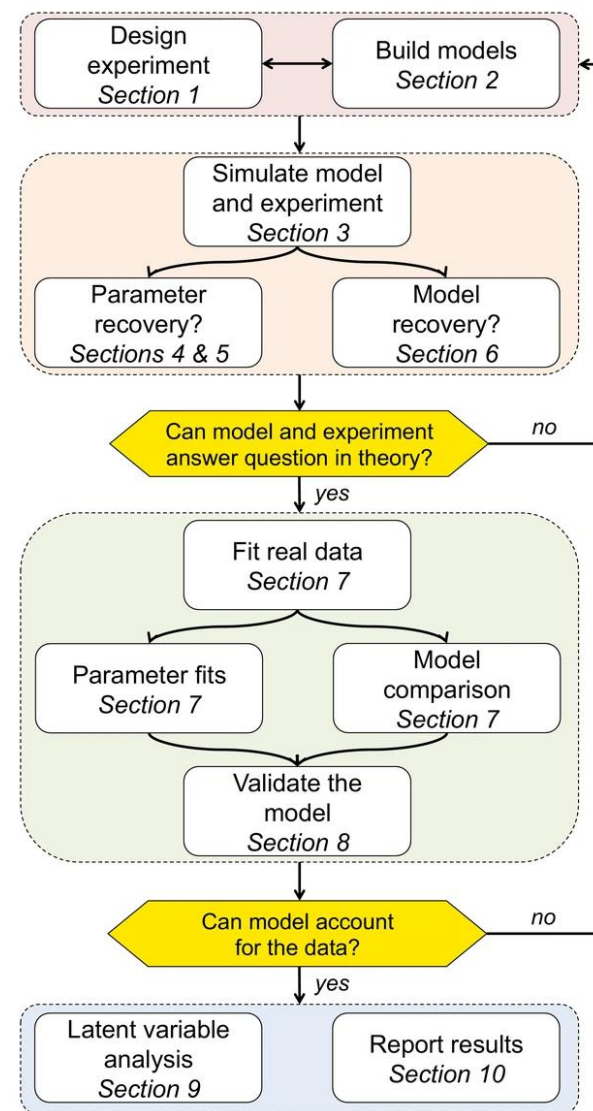 Design
experiment
Section 1
Build models
Section 2
Simulate model
and experiment
Section 3
Parameter
recovery?
Sections 4 & 5
Model
recovery?
Section 6
Can model and experiment
answer question in theory?
no
yes
Fit real data
Section 7
Parameter fits
Section 7
Model
comparison
Section 7
Validate the
model
Section 8
Can model account
for the data?
no
yes
Latent variable
analysis
Section 9
Report results
Section 10